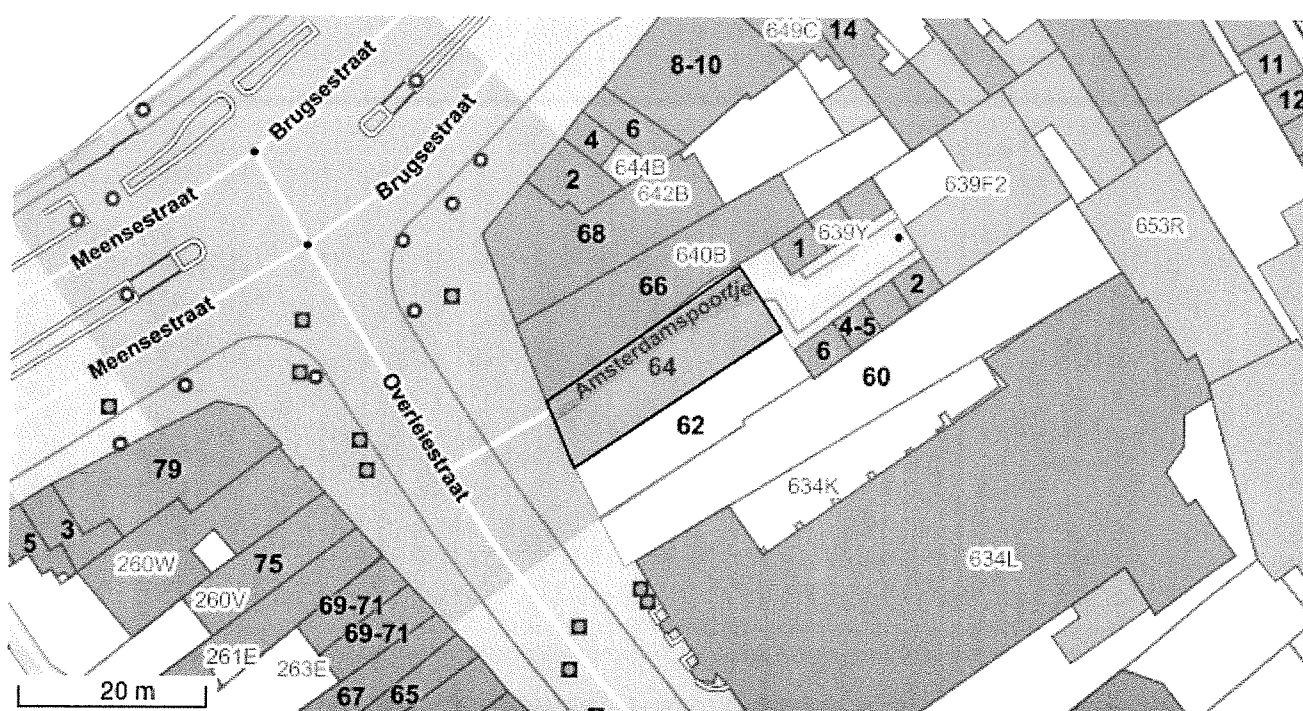 649C
14
8-10
11
12
Brugsestraat
Brugsestraat
6
4
644B
2
642B
639F2
Meensestraat
68
1
639Y
653R
640B
66
2
Meensestraat
Amsterdamspoortje
4-5
6
64
60
Overleiestraat
62
79
634K
3
5
260W
75
634L
260V
69-71
69-71
261E
263E
67
65
20 m